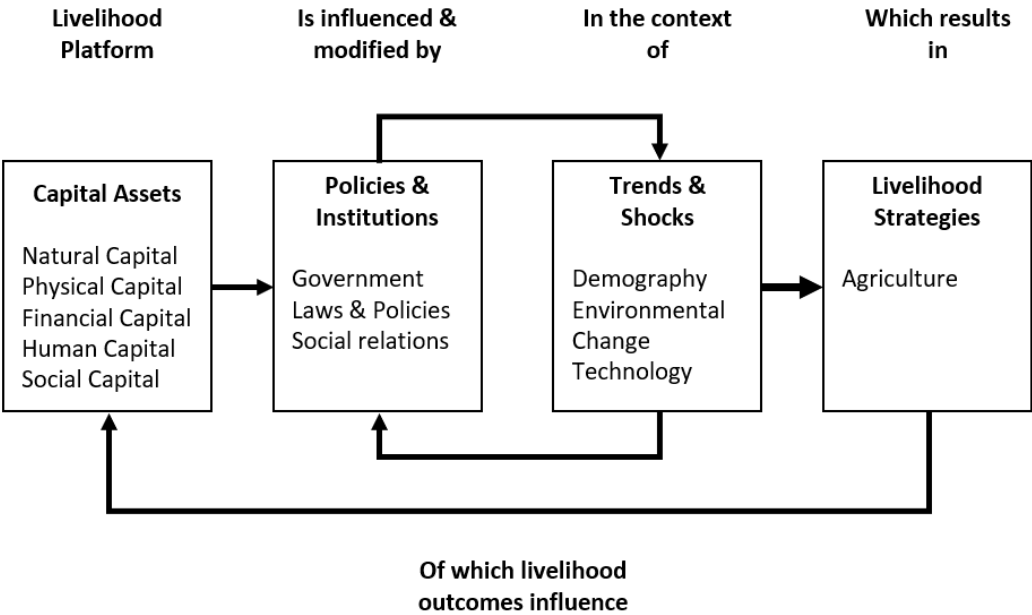 Livelihood
Platform
Is influenced &
modified by
In the context
of
Which results
in
Capital Assets
Natural Capital
Physical Capital
Financial Capital
Human Capital
Social Capital
Policies &
Institutions
Government
Laws & Policies
Social relations
Trends &
Shocks
Demography
Environmental
Change
Technology
Livelihood
Strategies
Agriculture
Of which livelihood
outcomes influence